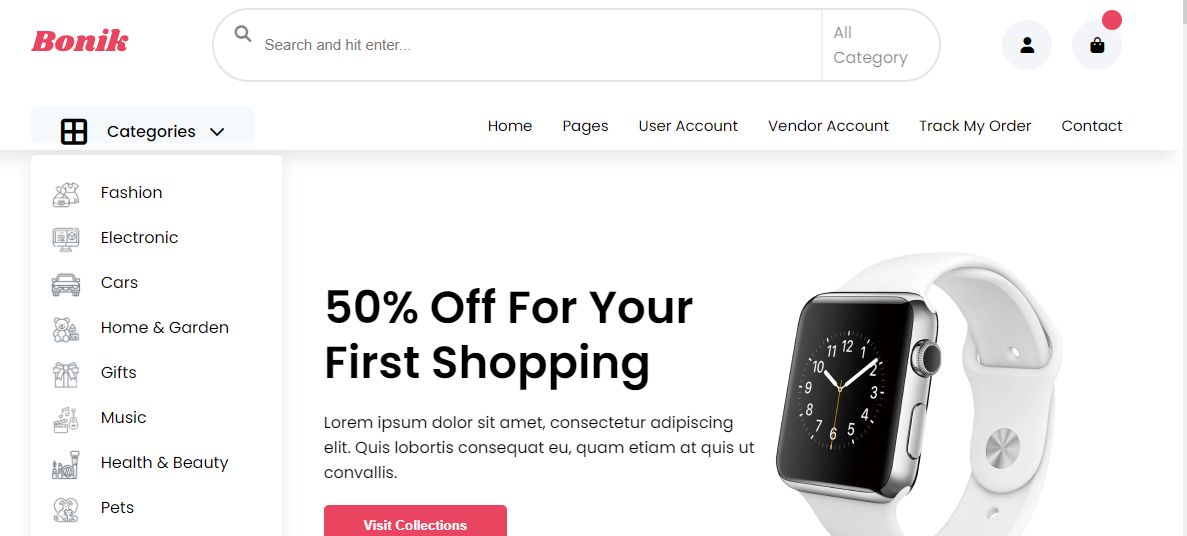 Bonik
Search and hit enter...
All
Category
Categories
Home Pages User Account Vendor Account Track My Order Contact
Fashion
Electronic
Cars
Home & Garden
Gifts
Music
Health & Beauty
Pets
50% Off For Your
First Shopping
Lorem ipsum dolor sit amet, consectetur adipiscing
elit. Quis lobortis consequat eu, quam etiam at quis ut
convallis.
Visit Collections
12
1
2
3
4
5
6
7
8
9
10
11